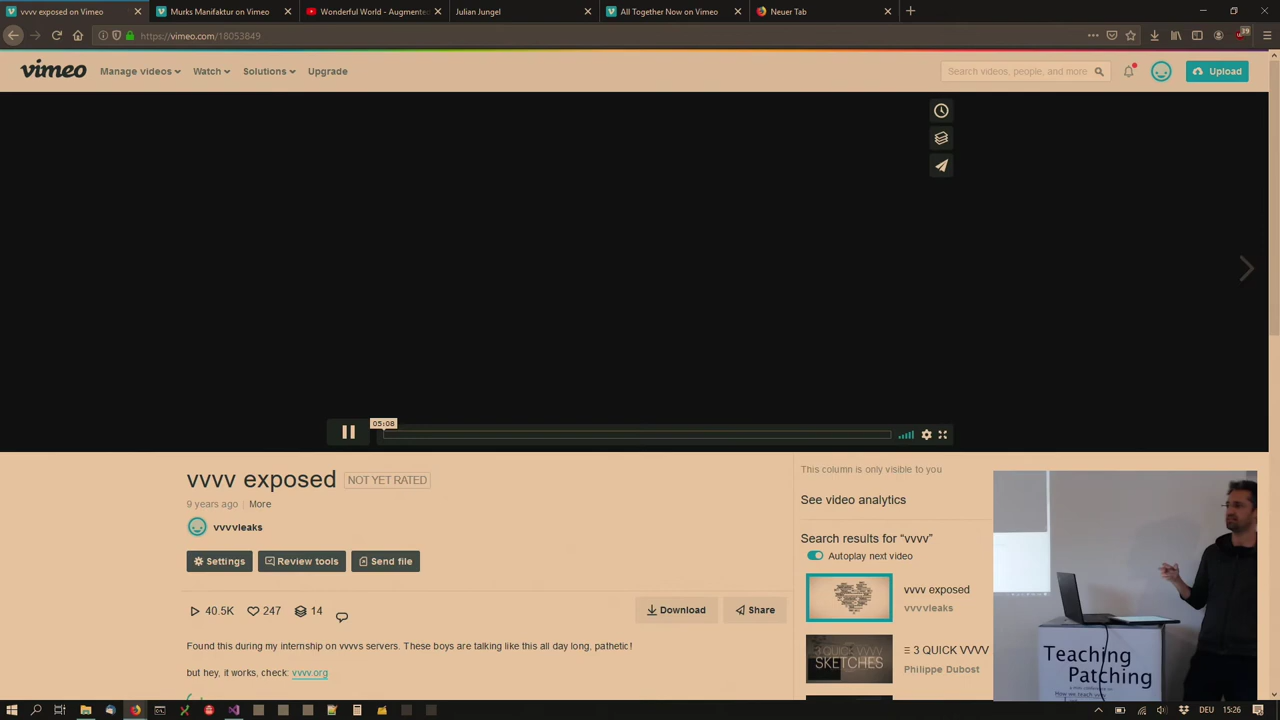 vvvv exposed on Vimeo
Murks Manifaktur on Vimeo
Wonderful World - Augmente
Julian Jungel
All Together Now on Vimeo
Neuer Tab
https://vimeo.com/18053849
29
vimeo
Manage videos
Watch
Solutions
Upgrade
Search videos, people, and more
Upload
05:08
vvvv exposed
NOT YET RATED
9 years ago
More
vvvvleaks
Settings
Review tools
Send file
40.5K
247
14
Download
Share
Found this during my internship on vvvvs servers. These boys are talking like this all day long, pathetic!
but hey, it works, check: vvvv.org
This column is only visible to you
See video analytics
Search results for “vvvv”
Autoplay next video
vvvv exposed
vvvvleaks
3 QUICK VVVV
SKETCHES
Ξ 3 QUICK VVVV
Philippe Dubost
Teaching
Patching
DEU
15:26